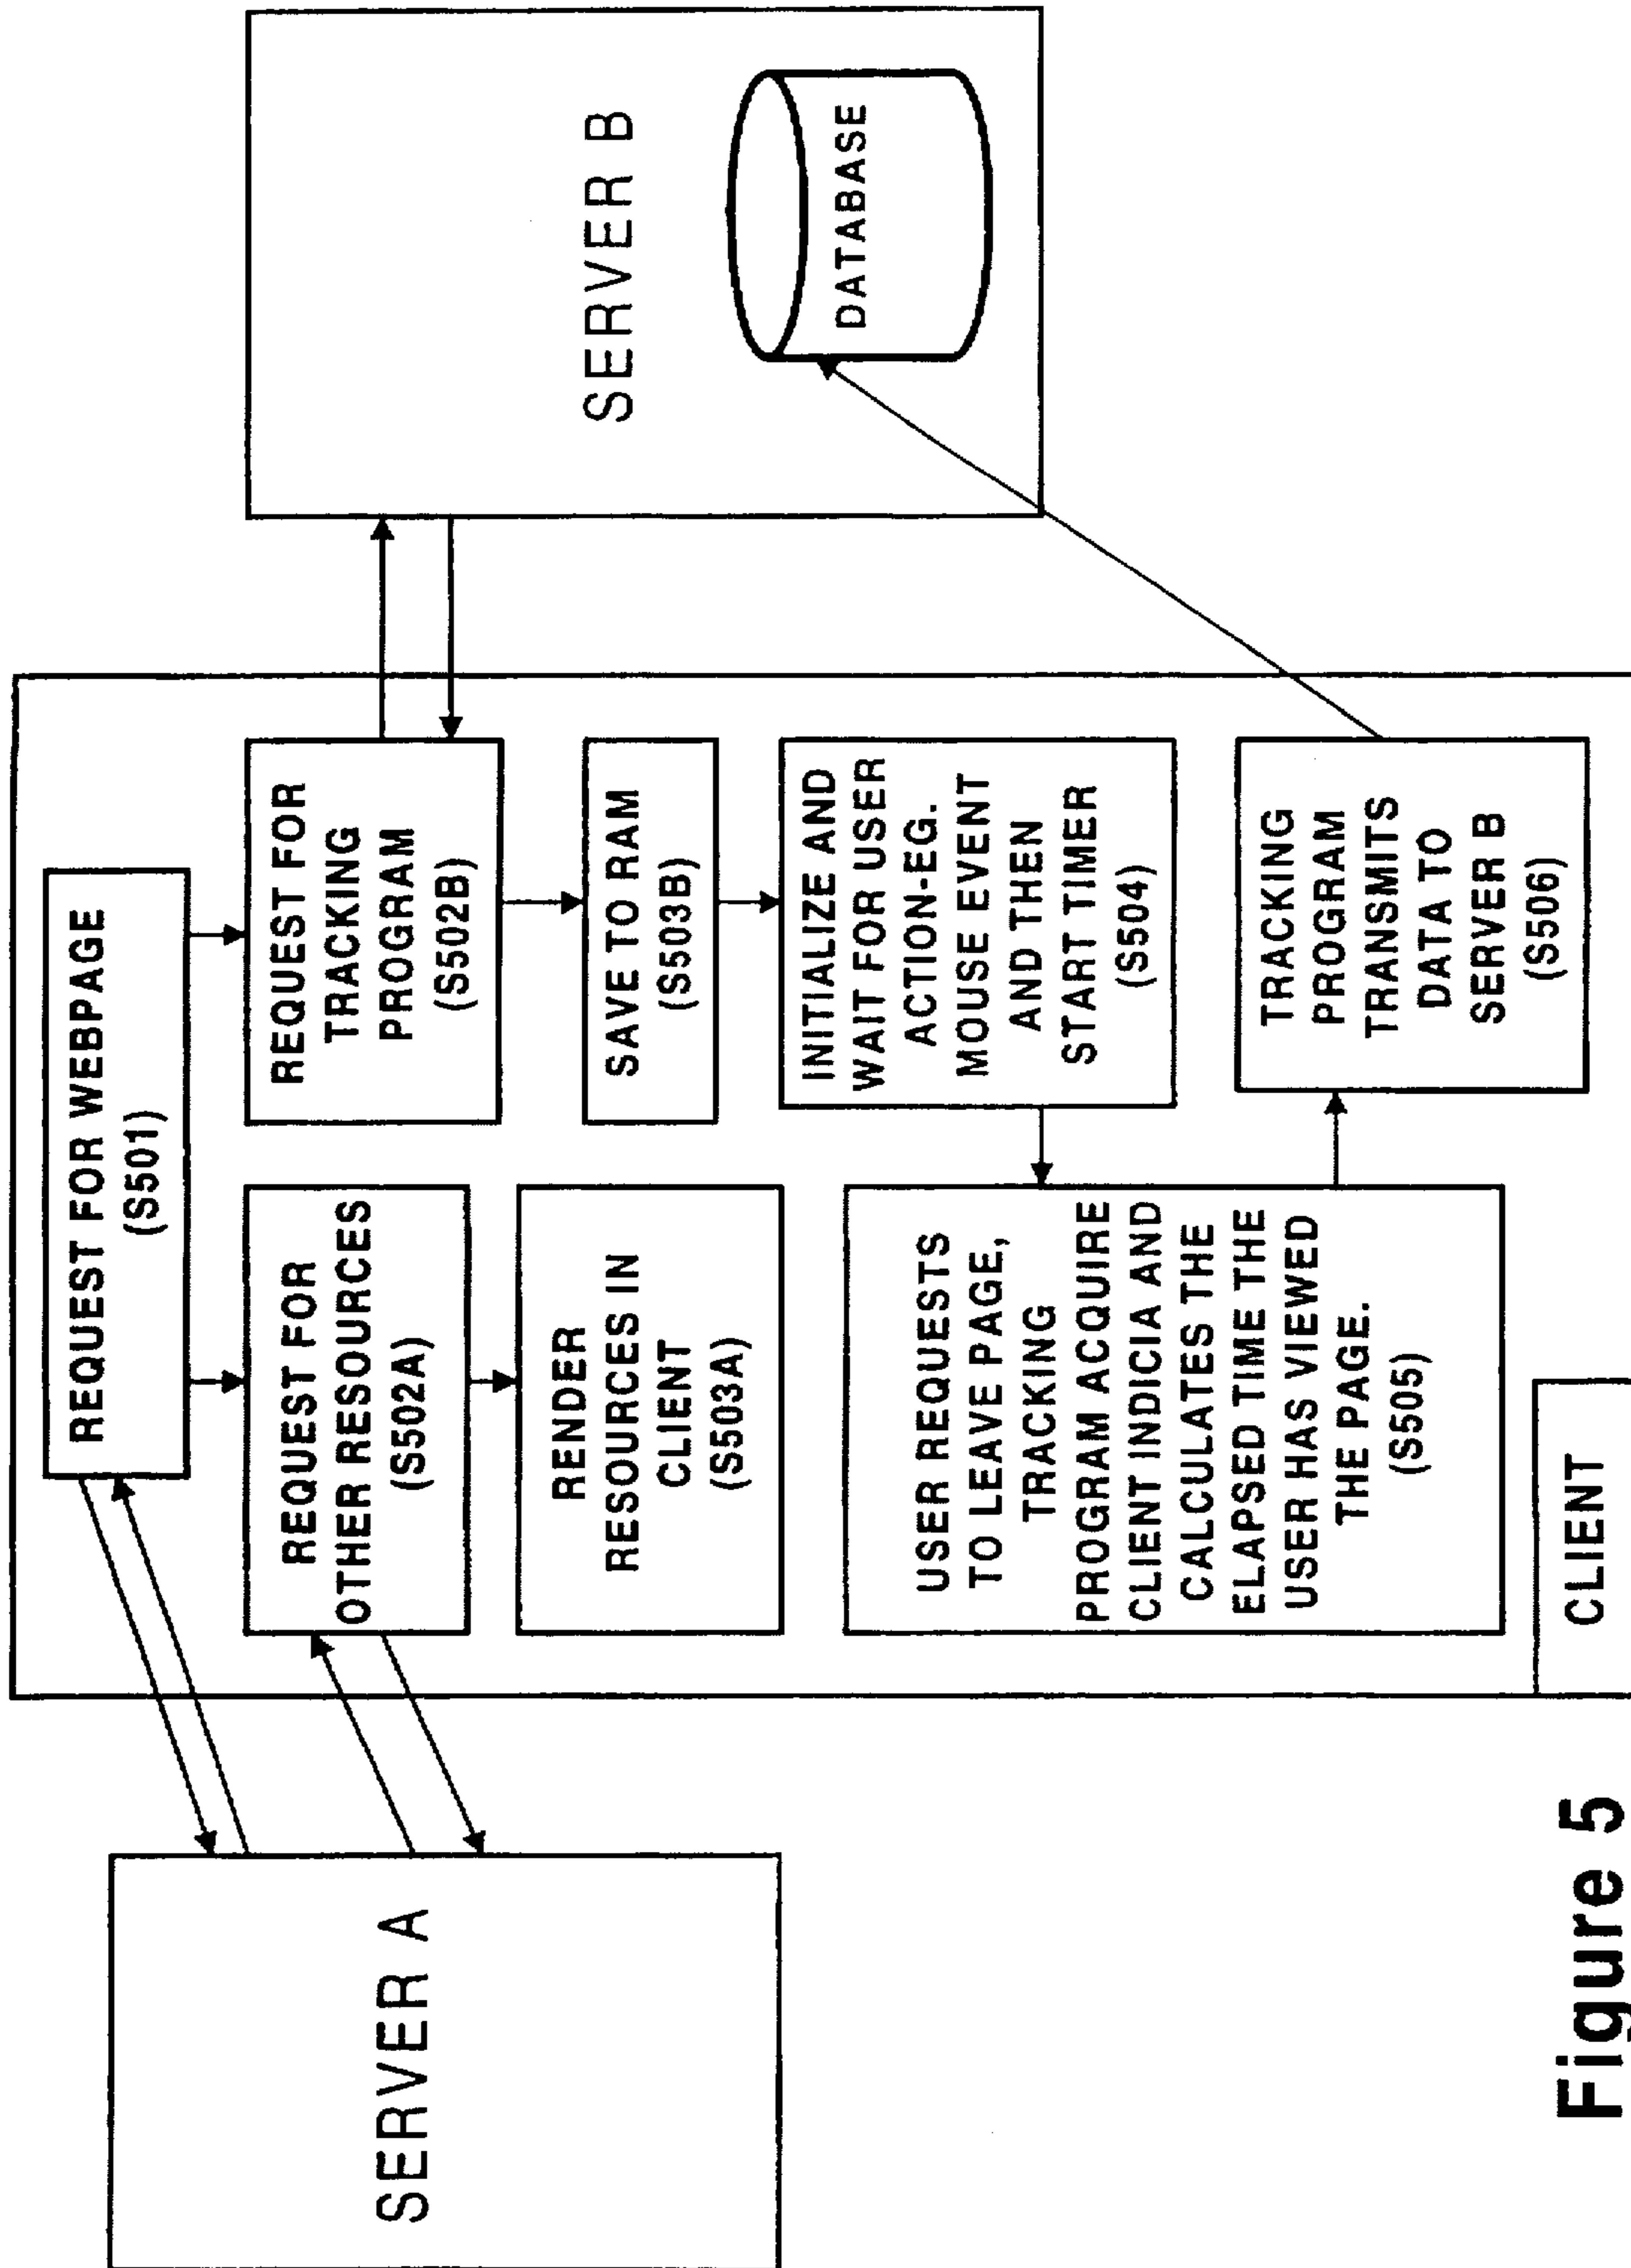 SERVER A
REQUEST FOR WEBPAGE
(S501)
REQUEST FOR
OTHER RESOURCES
(S502A)
RENDER
RESOURCES IN
CLIENT
(S503A)
REQUEST FOR
TRACKING
PROGRAM
(S502B)
SAVE TO RAM
(S503B)
INITIALIZE AND
WAIT FOR USER
ACTION-EG.
MOUSE EVENT
AND THEN
START TIMER
(S504)
USER REQUESTS
TO LEAVE PAGE,
TRACKING
PROGRAM ACQUIRE
CLIENT INDICIA AND
CALCULATES THE
ELAPSED TIME THE
USER HAS VIEWED
THE PAGE.
(S505)
TRACKING
PROGRAM
TRANSMITS
DATA TO
SERVER B
(S506)
CLIENT
SERVER B
DATABASE
Figure 5